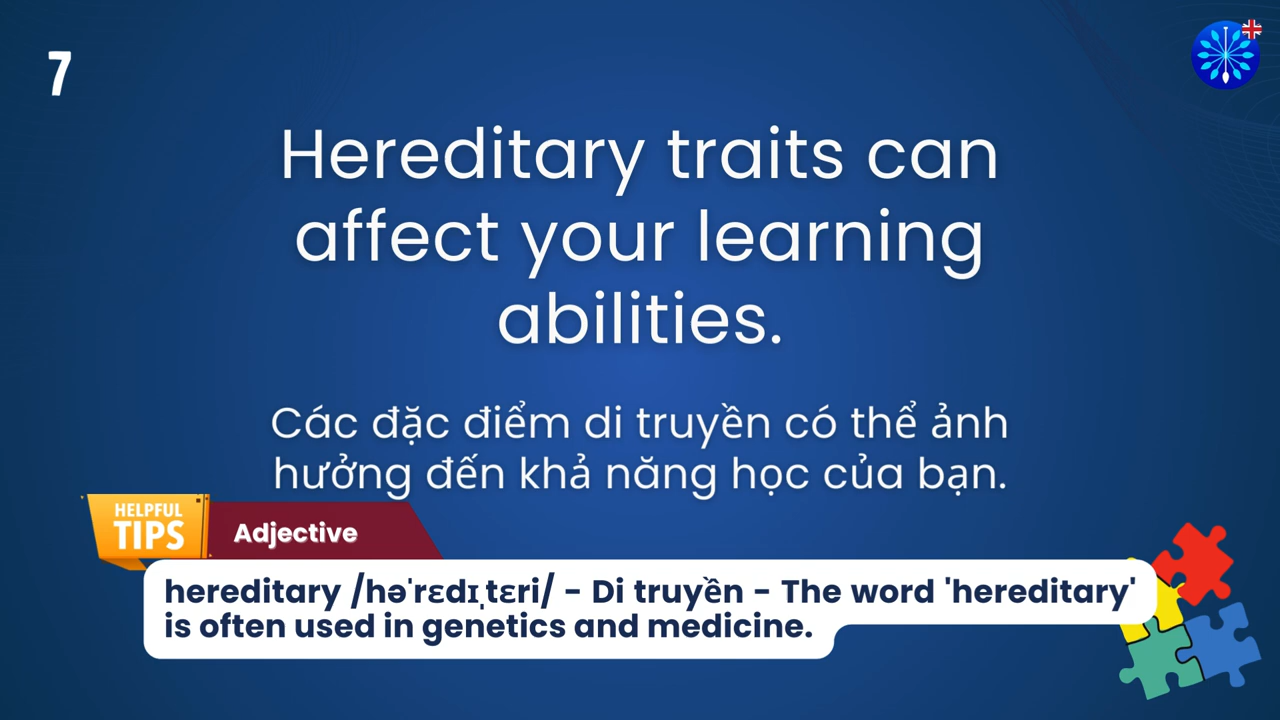 7
Hereditary traits can
affect your learning
abilities.
Các đặc điểm di truyền có thể ảnh
hưởng đến khả năng học của bạn.
HELPFUL
TIPS
Adjective
hereditary /həˈrɛdɪˌtɛri/ - Di truyền - The word 'hereditary'
is often used in genetics and medicine.